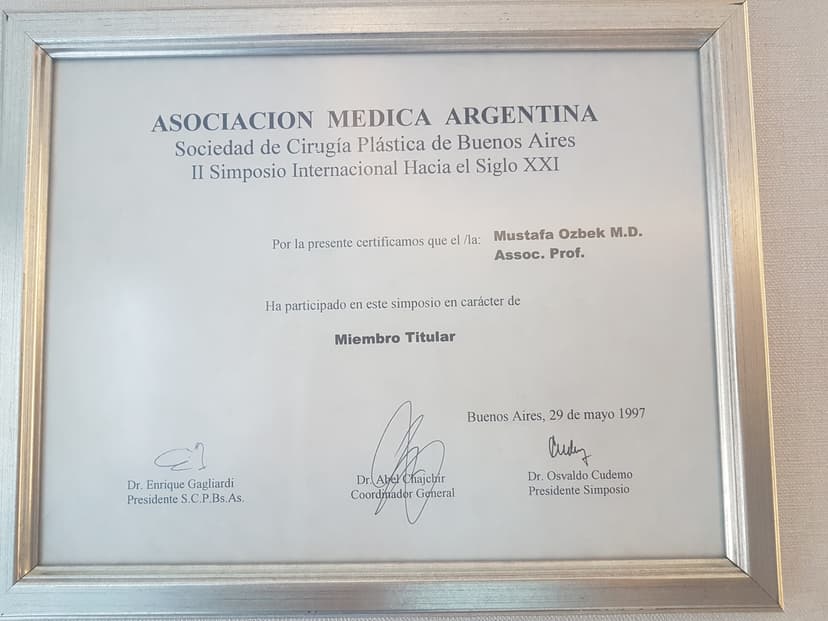 ASOCIACION MEDICA ARGENTINA
Sociedad de Cirugía Plástica de Buenos Aires
II Simposio Internacional Hacia el Siglo XXI
Por la presente certificamos que el /la: Mustafa Ozbek M.D.
Assoc. Prof.
Ha participado en este simposio en carácter de
Miembro Titular
Buenos Aires, 29 de mayo 1997
Dr. Enrique Gagliardi
Presidente S.C.P.Bs.As.
Dr. Abel Chajchir
Coordinador General
Dr. Osvaldo Cudemo
Presidente Simposio